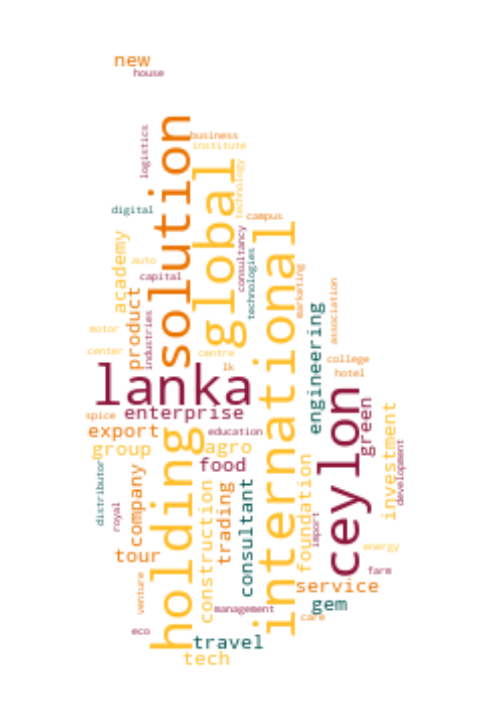 new
house
solution
logistics
business
institute
global
technology
digital
campus
international
consultancy
academy
technologies
auto
marketing
capital
association
product
engineering
industries
motor
center
centre
college
lk
hotel
lanka
ceylon
green
investment
spice
enterprise
export
education
holding
group
agro
development
food
distributor
company
construction
trading
consultant
foundation
royal
import
tour
energy
farm
venture
service
gem
management
care
eco
travel
tech